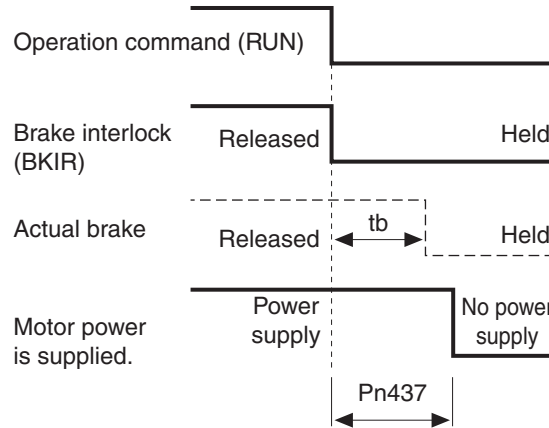 Operation command (RUN)
Brake interlock
(BKIR)
Released
Held
Actual brake
Released
tb
Held
Motor power
is supplied.
Power
supply
No power
supply
Pn437